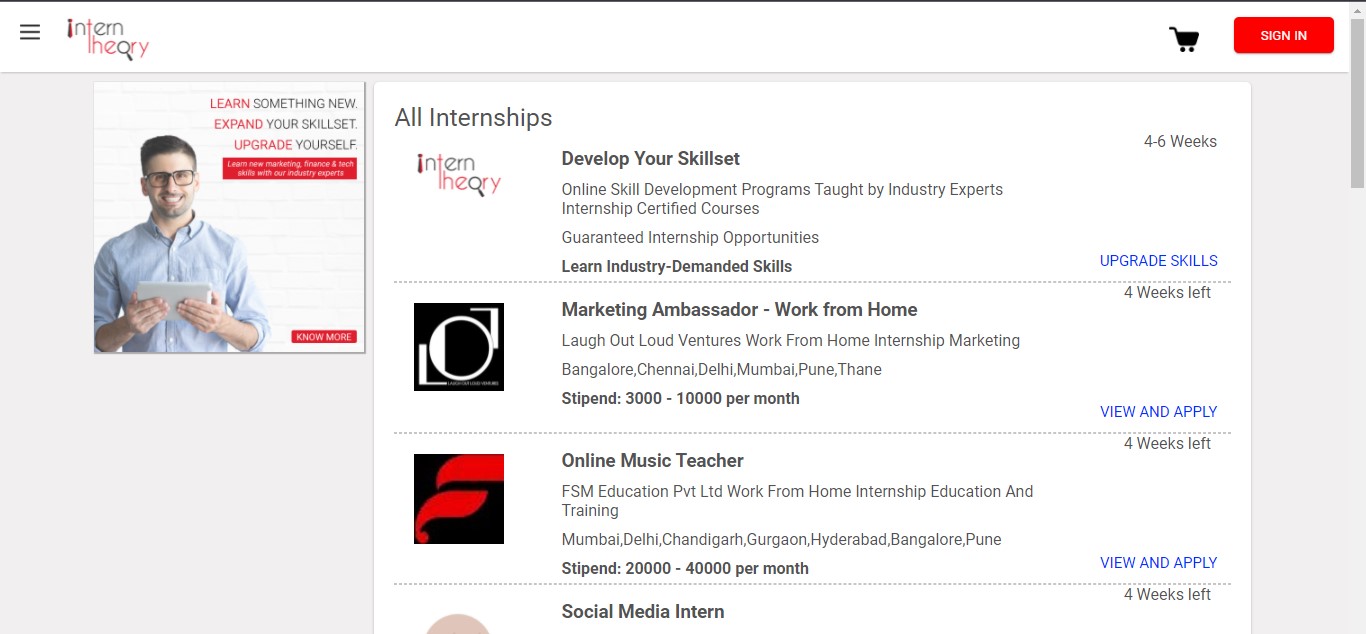 Intern
Theory
SIGN IN
LEARN SOMETHING NEW.
EXPAND YOUR SKILLSET.
UPGRADE YOURSELF.
Learn new marketing, finance & tech
skills with our industry experts
KNOW MORE
All Internships
4-6 Weeks
Intern
Theory
Develop Your Skillset
Online Skill Development Programs Taught by Industry Experts
Internship Certified Courses
Guaranteed Internship Opportunities
Learn Industry-Demanded Skills
UPGRADE SKILLS
4 Weeks left
LAUGH OUT LOUD VENTURES
Marketing Ambassador - Work from Home
Laugh Out Loud Ventures Work From Home Internship Marketing
Bangalore,Chennai,Delhi,Mumbai,Pune,Thane
Stipend: 3000 - 10000 per month
VIEW AND APPLY
4 Weeks left
Online Music Teacher
FSM Education Pvt Ltd Work From Home Internship Education And
Training
Mumbai,Delhi,Chandigarh,Gurgaon,Hyderabad,Bangalore,Pune
Stipend: 20000 - 40000 per month
VIEW AND APPLY
4 Weeks left
Social Media Intern